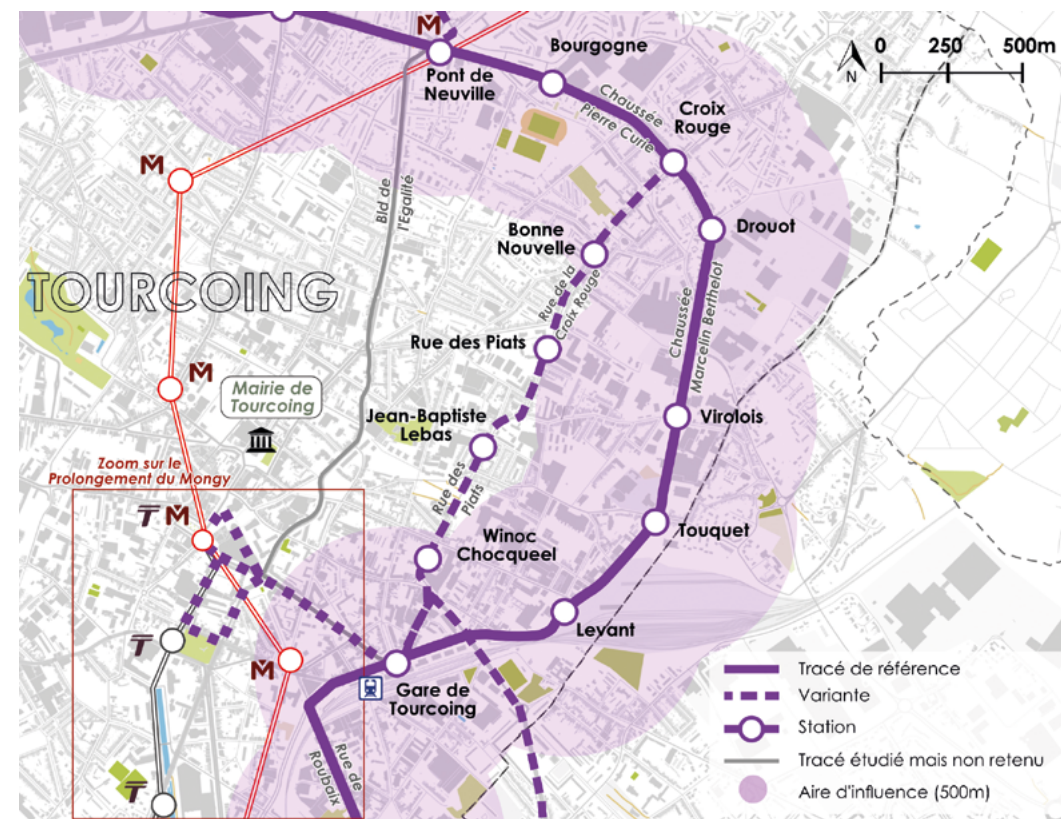 M
Bourgogne
0 250 500m
N
Pont de
Neuville
Chaussée
Pierre Curie
Croix
Rouge
M
Bld de
l'Egalité
Bonne
Nouvelle
Drouot
TOURCOING
Rue de la
Croix Rouge
Chaussée
Marcelin Berthelot
Rue des Piats
M
Mairie de
Tourcoing
Jean-Baptiste
Lebas
Virolois
Zoom sur le
Prolongement du Mongy
Rue des
Piats
T M
Winoc
Chocqueel
Touquet
Levant
T
M
Gare de
Tourcoing
Rue de
Roubaix
T
Tracé de référence
Variante
Station
Tracé étudié mais non retenu
Aire d'influence (500m)